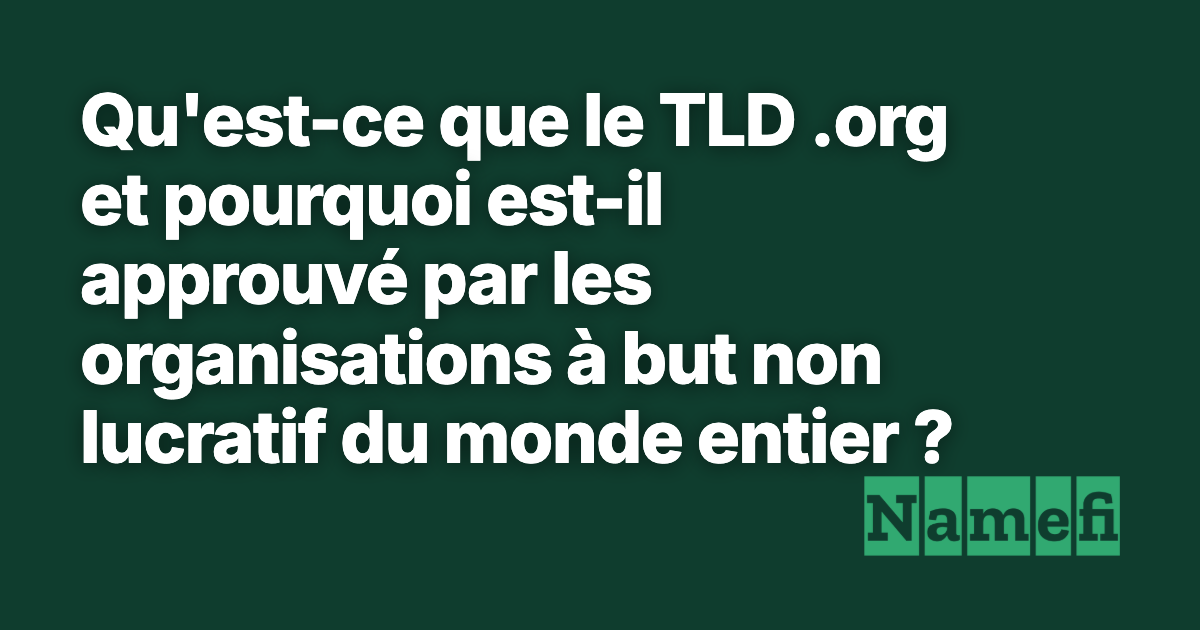 Qu'est-ce que le TLD .org
et pourquoi est-il
approuvé par les
organisations à but non
lucratif du monde entier ?
Namefi